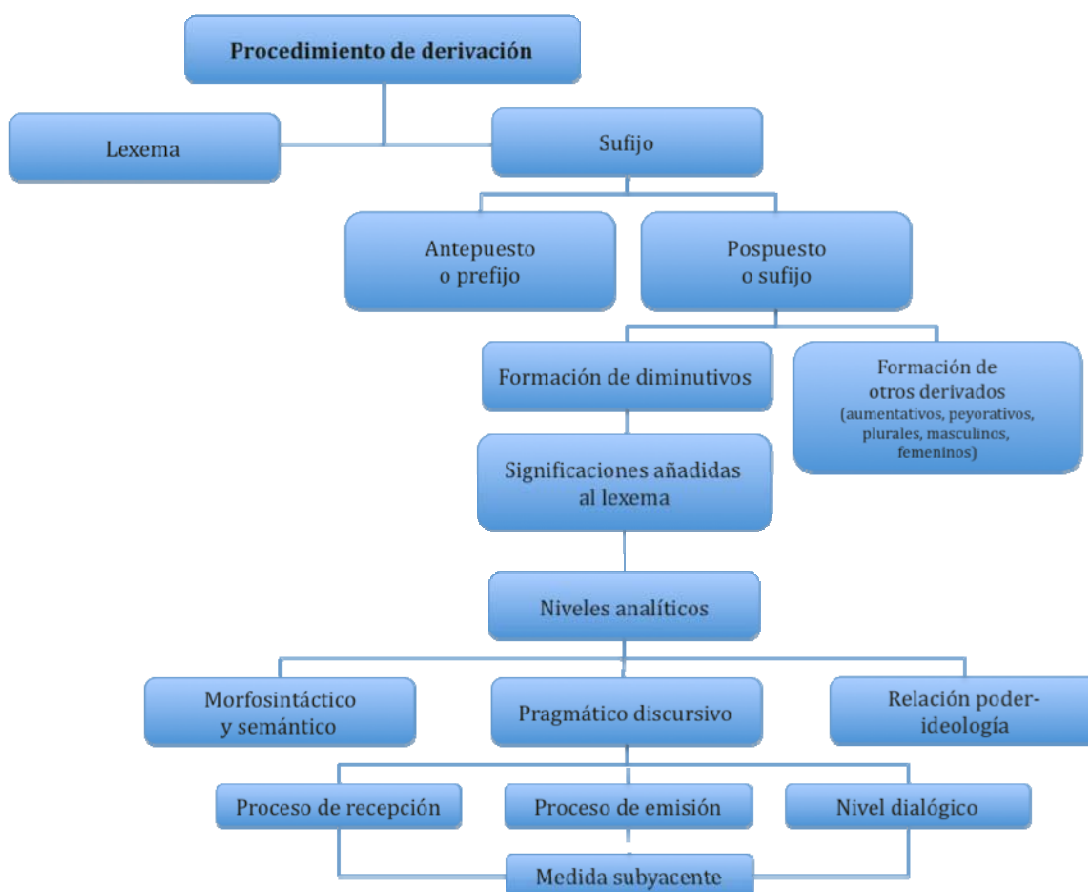 Procedimiento de derivación
Lexema
Sufijo
Antepuesto
o prefijo
Pospuesto
o sufijo
Formación de diminutivos
Formación de
otros derivados
(aumentativos, peyorativos,
plurales, masculinos,
femeninos)
Significaciones añadidas
al lexema
Niveles analíticos
Morfosintáctico
y semántico
Pragmático discursivo
Relación poder-
ideología
Proceso de recepción
Proceso de emisión
Nivel dialógico
Medida subyacente